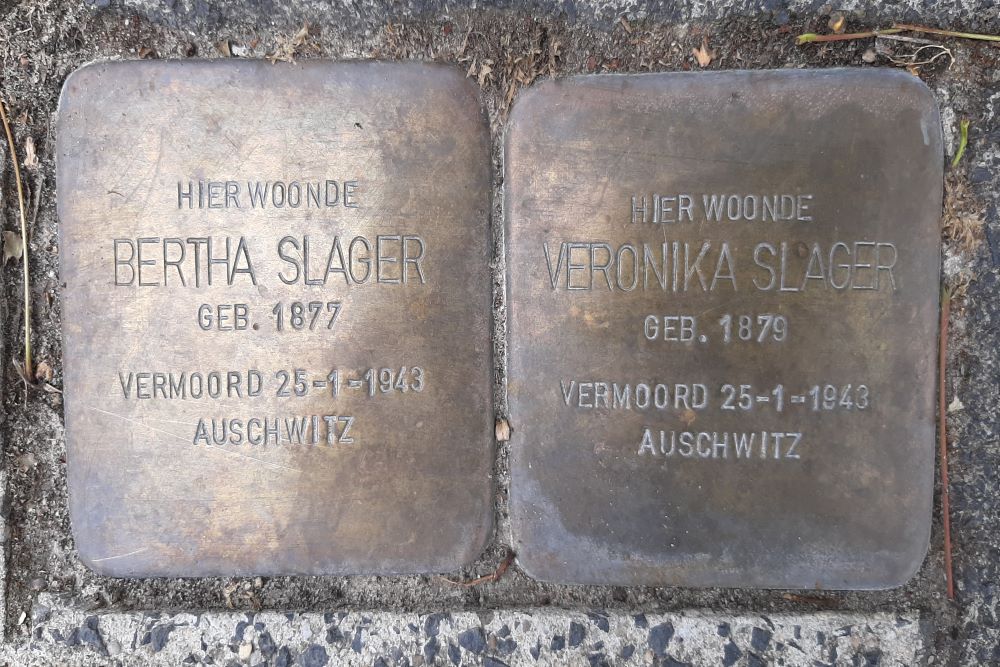 HIER WOONDE
BERTHA SLAGER
GEB. 1877
VERMOORD 25-1-1943
AUSCHWITZ
HIER WOONDE
VERONIKA SLAGER
GEB. 1879
VERMOORD 25-1-1943
AUSCHWITZ